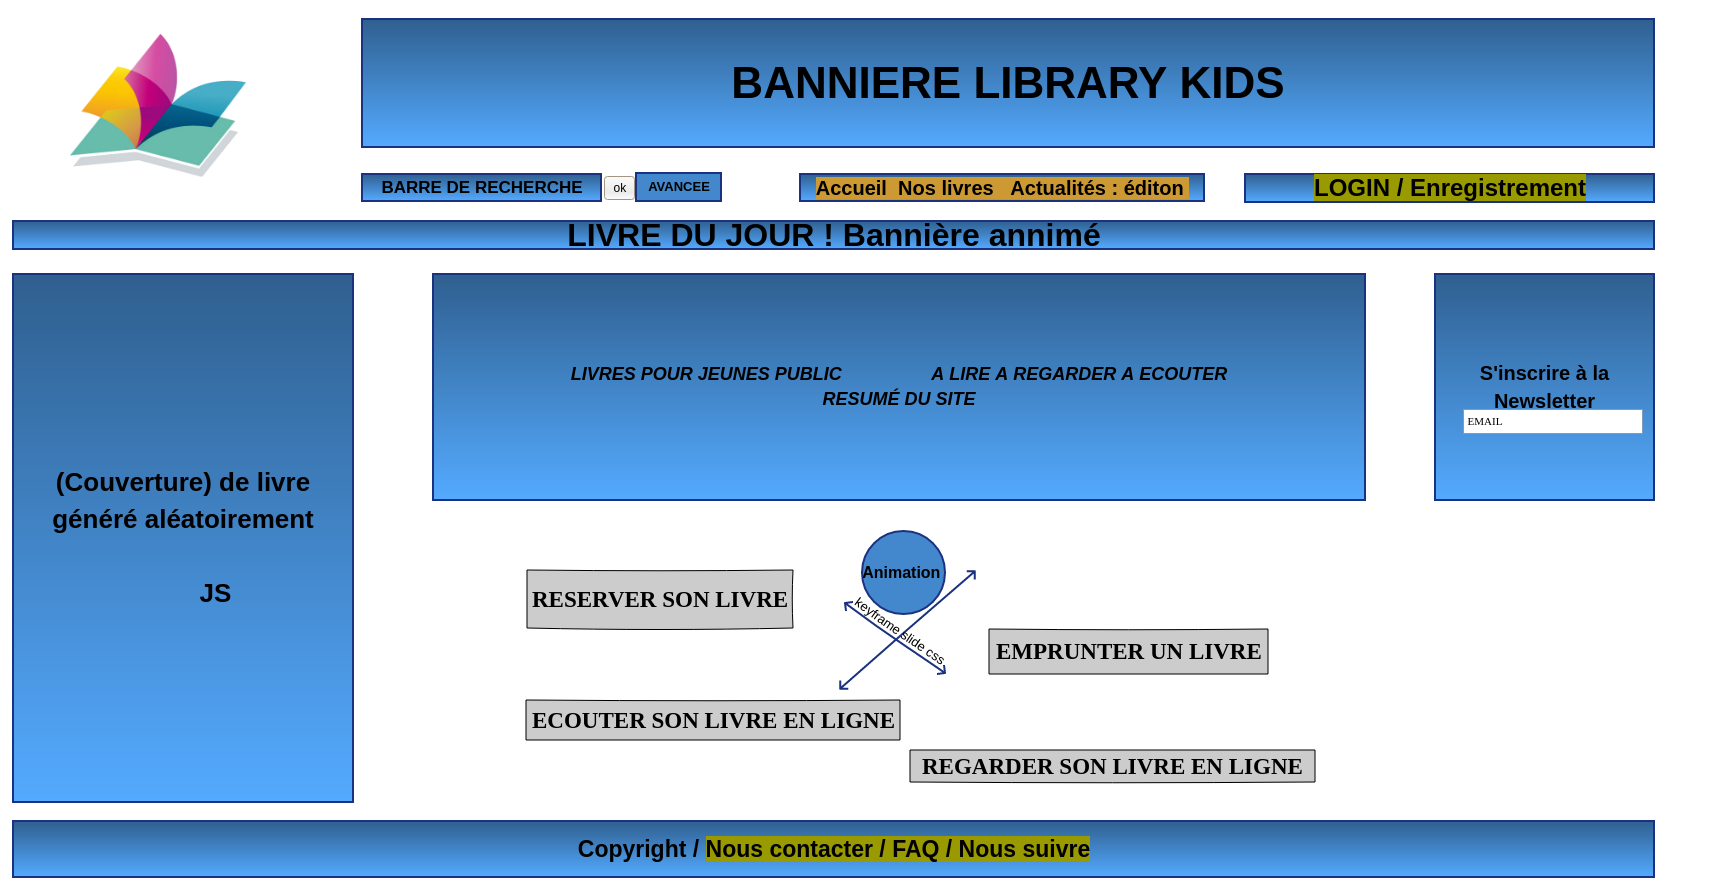 BANNIERE LIBRARY KIDS
BARRE DE RECHERCHE
ok
AVANCEE
Accueil Nos livres Actualités : éditon
LOGIN / Enregistrement
LIVRE DU JOUR ! Bannière annimé
(Couverture) de livre
généré aléatoirement
JS
LIVRES POUR JEUNES PUBLIC A LIRE A REGARDER A ECOUTER
RESUMÉ DU SITE
S'inscrire à la
Newsletter
EMAIL
Animation
keyframe slide css
RESERVER SON LIVRE
EMPRUNTER UN LIVRE
ECOUTER SON LIVRE EN LIGNE
REGARDER SON LIVRE EN LIGNE
Copyright / Nous contacter / FAQ / Nous suivre